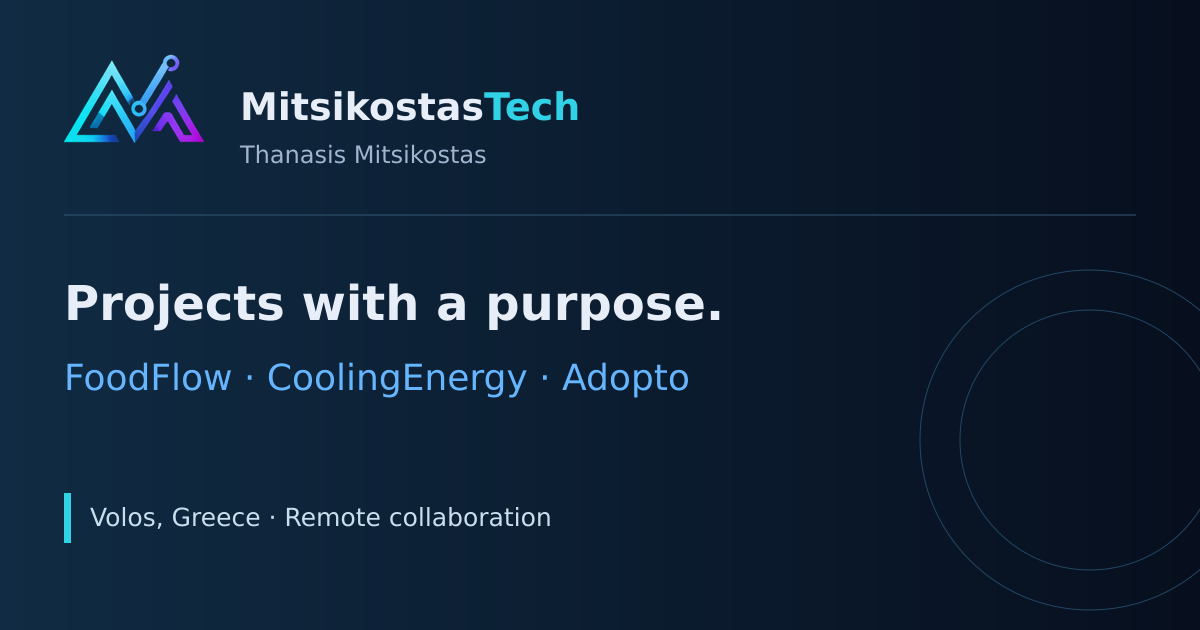 MitsikostasTech
Thanasis Mitsikostas
Projects with a purpose.
FoodFlow · CoolingEnergy · Adopto
Volos, Greece · Remote collaboration